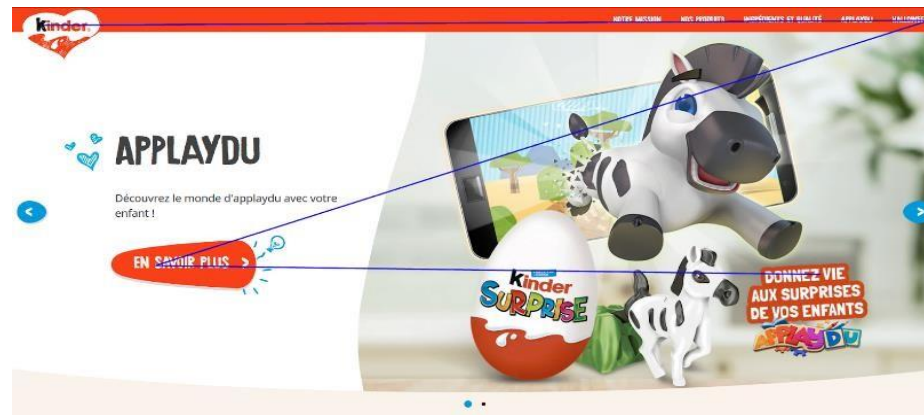 Kinder
NOTRE MISSION NOS PRODUITS INGRÉDIENTS ET QUALITÉ APPLAYDU
APPLAYDU
Découvrez le monde d'applaydu avec votre
enfant !
EN SAVOIR PLUS >
Kinder
SURPRISE
DONNEZ VIE
AUX SURPRISES
DE VOS ENFANTS
APPLAYDU